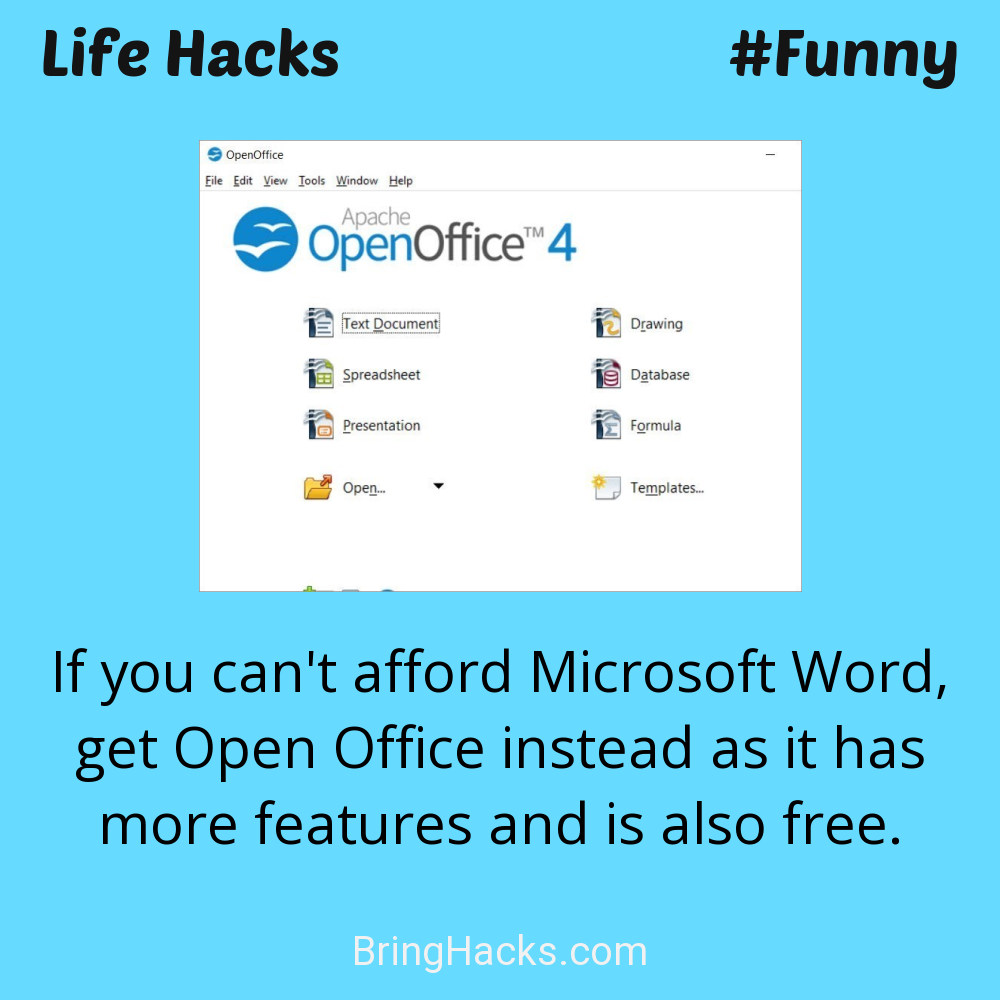 Life Hacks #Funny
OpenOffice
File Edit View Tools Window Help
Apache
OpenOffice™ 4
Text Document Drawing
Spreadsheet Database
Presentation Formula
Open... Templates...
If you can't afford Microsoft Word,
get Open Office instead as it has
more features and is also free.
BringHacks.com